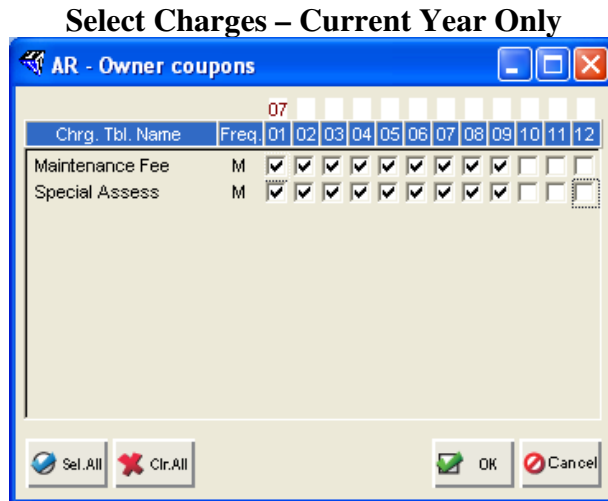 Select Charges – Current Year Only
AR - Owner coupons
07
Chrg. Tbl. Name Freq. 01 02 03 04 05 06 07 08 09 10 11 12
Maintenance Fee M
Special Assess M
Sel.All Clr.All OK Cancel